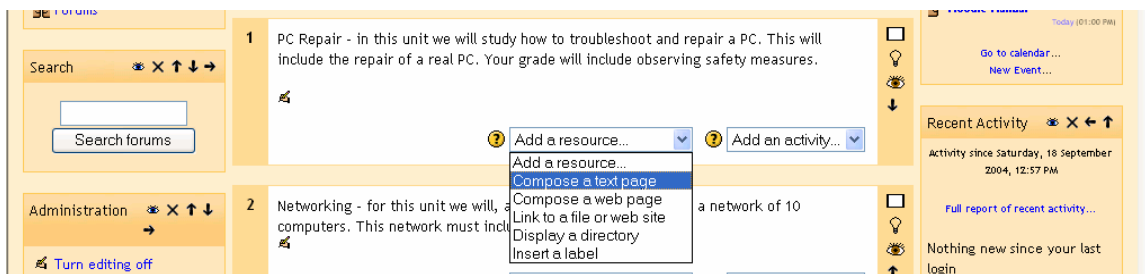 Forums
Search
Search forums
Administration
Turn editing off
1
PC Repair - in this unit we will study how to troubleshoot and repair a PC. This will
include the repair of a real PC. Your grade will include observing safety measures.
Add a resource...
Add an activity...
Add a resource...
Compose a text page
Compose a web page
Link to a file or web site
Display a directory
Insert a label
2
Networking - for this unit we will, a
a network of 10
computers. This network must incl
Moodle Manual
Today (01:00 PM)
Go to calendar...
New Event...
Recent Activity
Activity since Saturday, 18 September
2004, 12:57 PM
Full report of recent activity...
Nothing new since your last
login